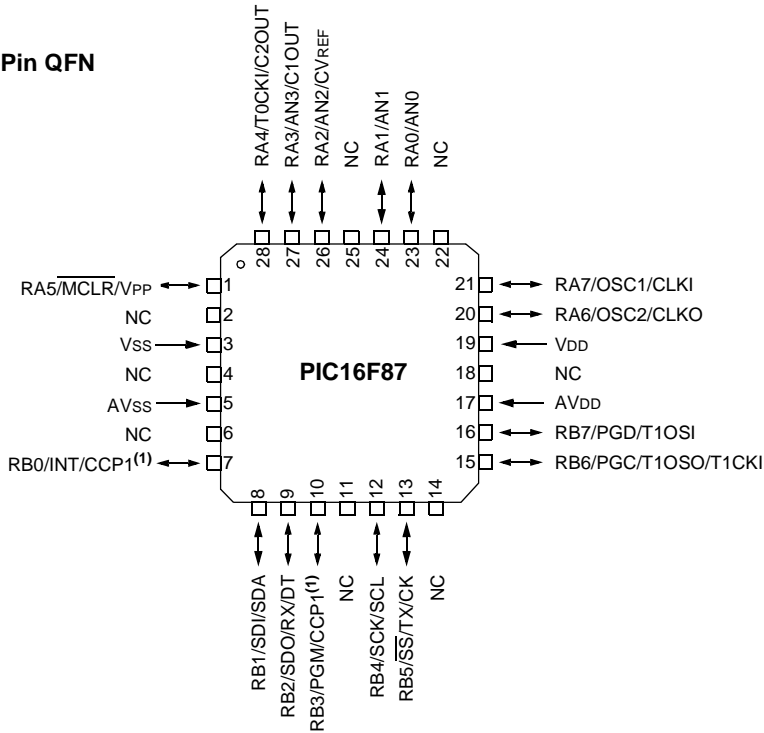 Pin QFN
RA4/T0CKI/C2OUT
RA3/AN3/C1OUT
RA2/AN2/CVREF
NC
RA1/AN1
RA0/AN0
NC
28
27
26
25
24
23
22
RA5/MCLR/VPP
1
NC
2
VSS
3
NC
4
AVSS
5
NC
6
RB0/INT/CCP1(1)
7
PIC16F87
21
RA7/OSC1/CLKI
20
RA6/OSC2/CLKO
19
VDD
18
NC
17
AVDD
16
RB7/PGD/T1OSI
15
RB6/PGC/T1OSO/T1CKI
8
9
10
11
12
13
14
RB1/SDI/SDA
RB2/SDO/RX/DT
RB3/PGM/CCP1(1)
NC
RB4/SCK/SCL
RB5/SS/TX/CK
NC